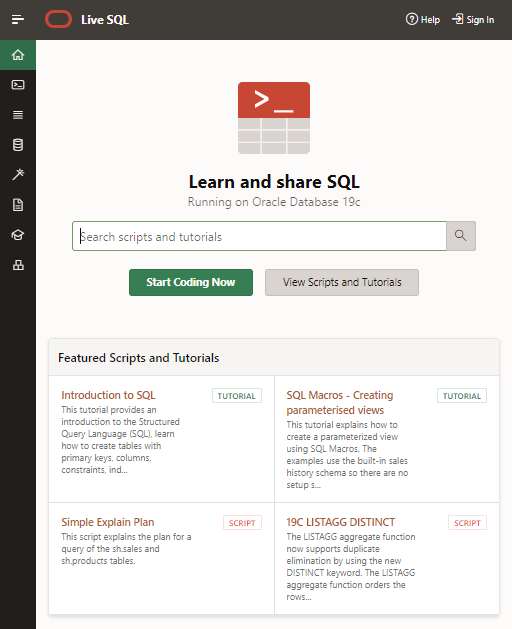 Live SQL
Help
Sign In
>_
Learn and share SQL
Running on Oracle Database 19c
Search scripts and tutorials
Start Coding Now
View Scripts and Tutorials
Featured Scripts and Tutorials
Introduction to SQL
TUTORIAL
This tutorial provides an
introduction to the Structured
Query Language (SQL), learn
how to create tables with
primary keys, columns,
constraints, ind...
SQL Macros - Creating
parameterised views
TUTORIAL
This tutorial explains how to
create a parameterized view
using SQL Macros. The
examples use the built-in sales
history schema so there are no
setup s...
Simple Explain Plan
SCRIPT
This script explains the plan for a
query of the sh.sales and
sh.products tables.
19C LISTAGG DISTINCT
SCRIPT
The LISTAGG aggregate function
now supports duplicate
elimination by using the new
DISTINCT keyword. The LISTAGG
aggregate function orders the
rows...